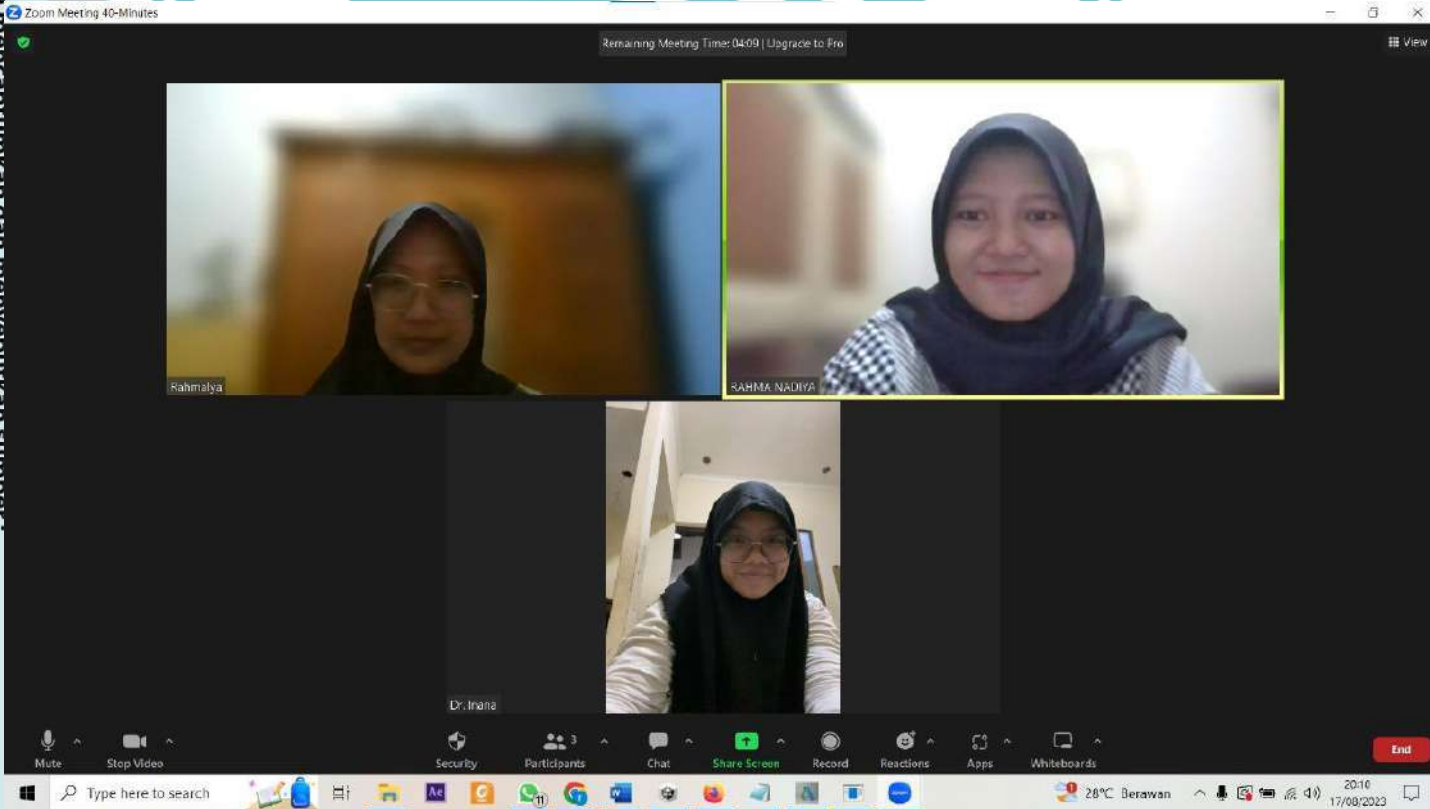 Zoom Meeting 40-Minutes
Remaining Meeting Time: 04:09 | Upgrade to Pro
View
Rahmalya
RAHMA NADIYA
Dr. Inana
Mute
Stop Video
Security
Participants
3
Chat
Share Screen
Record
Reactions
Apps
Whiteboards
End
Type here to search
Ae
11
28°C Berawan
20:10
17/08/2023